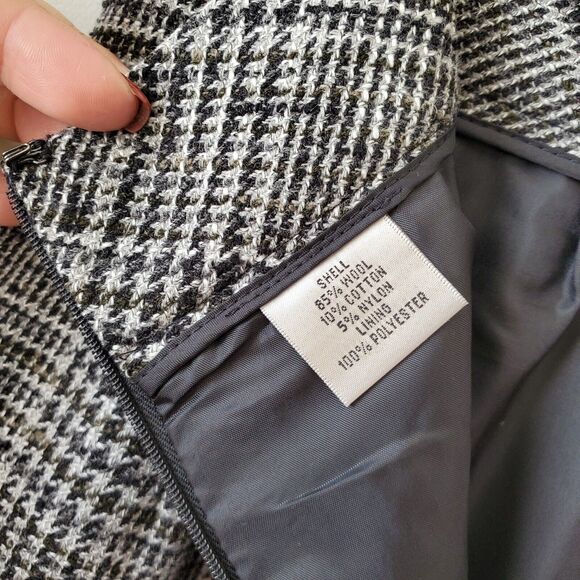 SHELL
85% WOOL
10% COTTON
5% NYLON
LINING
100% POLYESTER